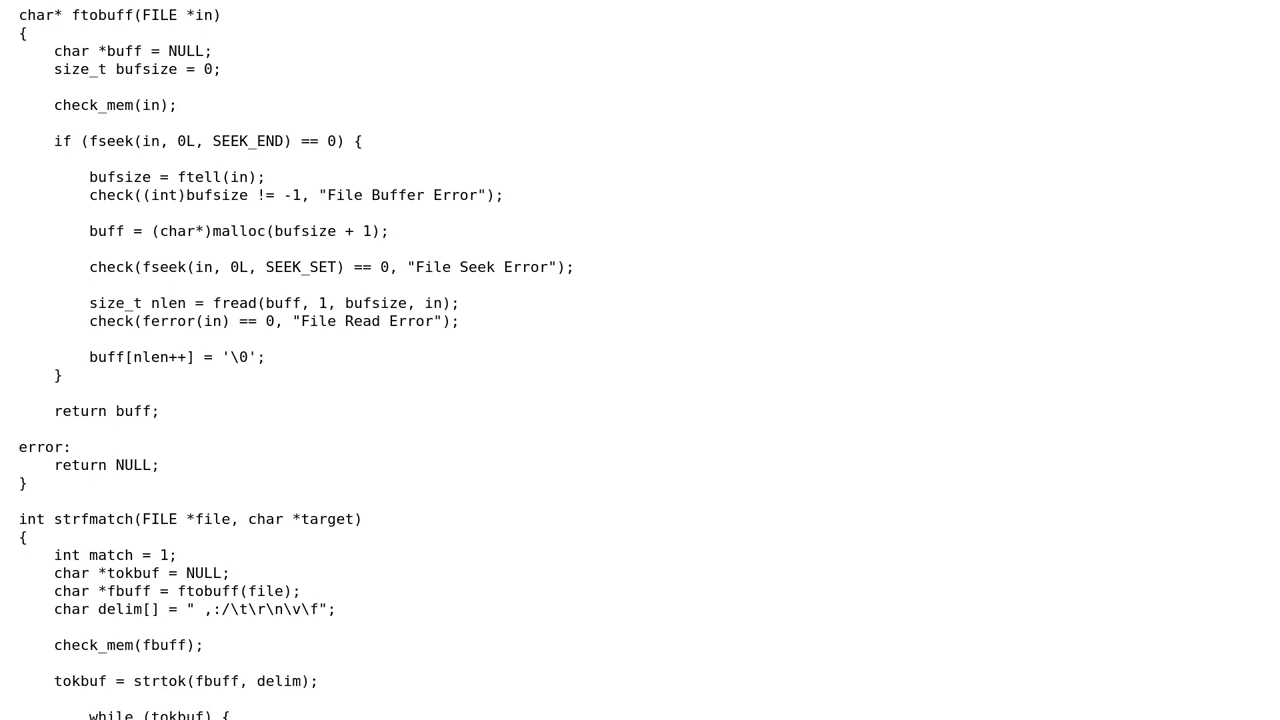 char* ftobuff(FILE *in)
{
    char *buff = NULL;
    size_t bufsize = 0;

    check_mem(in);

    if (fseek(in, 0L, SEEK_END) == 0) {

        bufsize = ftell(in);
        check((int)bufsize != -1, "File Buffer Error");

        buff = (char*)malloc(bufsize + 1);

        check(fseek(in, 0L, SEEK_SET) == 0, "File Seek Error");

        size_t nlen = fread(buff, 1, bufsize, in);
        check(ferror(in) == 0, "File Read Error");

        buff[nlen++] = '\0';
    }

    return buff;

error:
    return NULL;
}

int strfmatch(FILE *file, char *target)
{
    int match = 1;
    char *tokbuf = NULL;
    char *fbuff = ftobuff(file);
    char delim[] = " ,:/\t\r\n\v\f";

    check_mem(fbuff);

    tokbuf = strtok(fbuff, delim);

        while (tokbuf) {